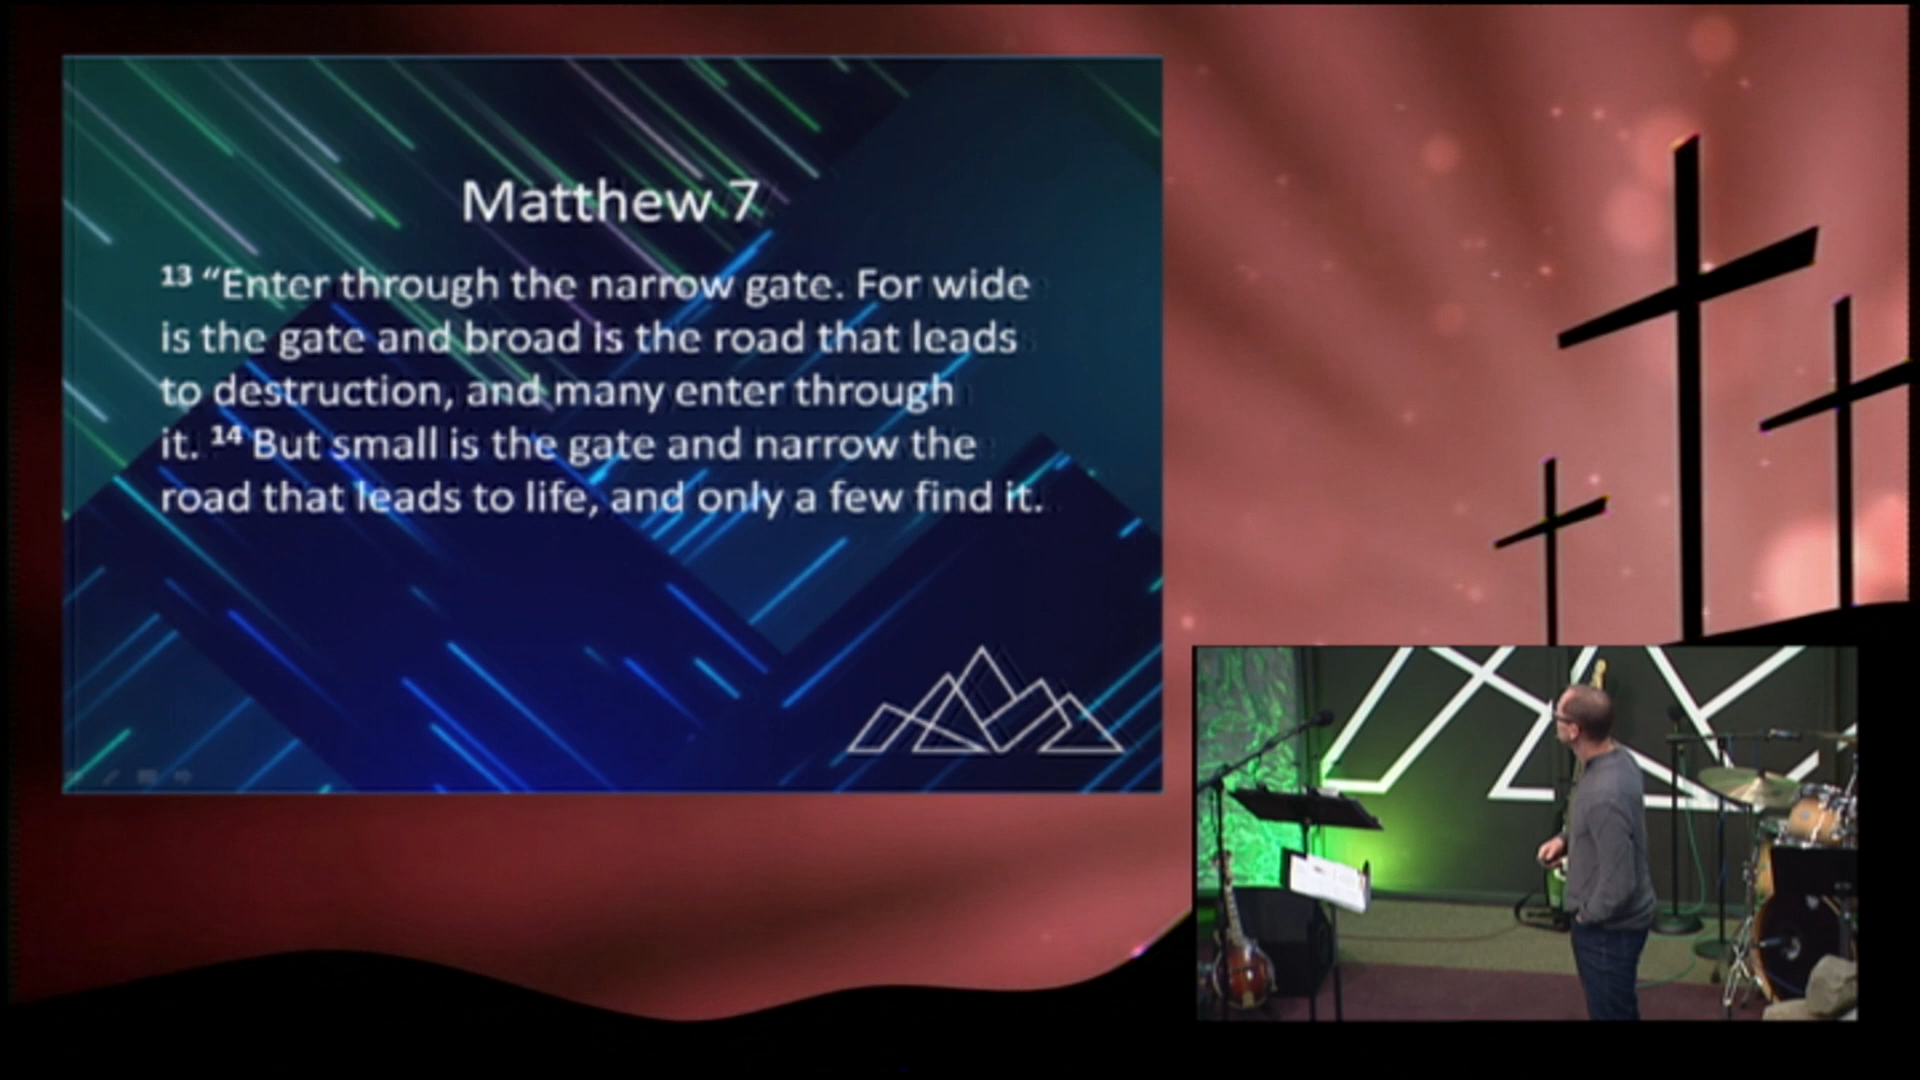 Matthew 7
13 “Enter through the narrow gate. For wide
is the gate and broad is the road that leads
to destruction, and many enter through
it. 14 But small is the gate and narrow the
road that leads to life, and only a few find it.